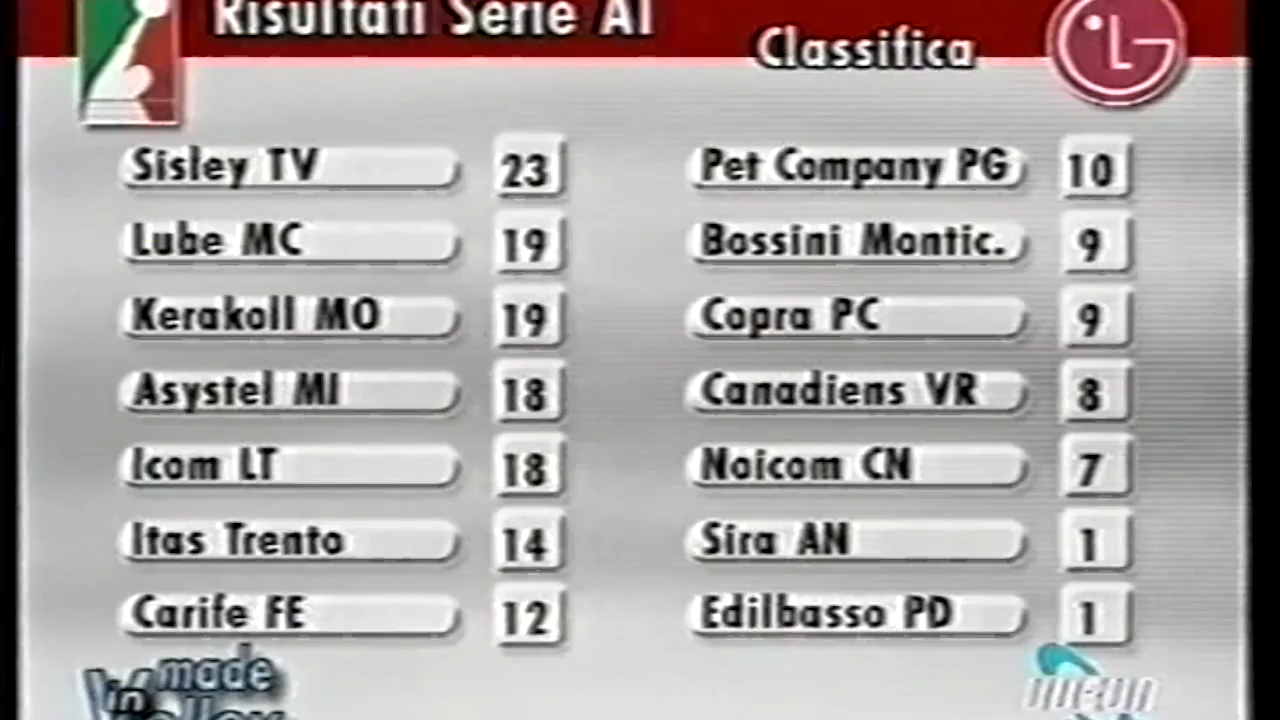 Risultati Serie A1
Classifica
LG
Sisley TV 23
Lube MC 19
Kerakoll MO 19
Asystel MI 18
Icom LT 18
Itas Trento 14
Carife FE 12
Pet Company PG 10
Bossini Montic. 9
Copra PC 9
Canadiens VR 8
Noicom CN 7
Sira AN 1
Edilbasso PD 1
made
in Volley